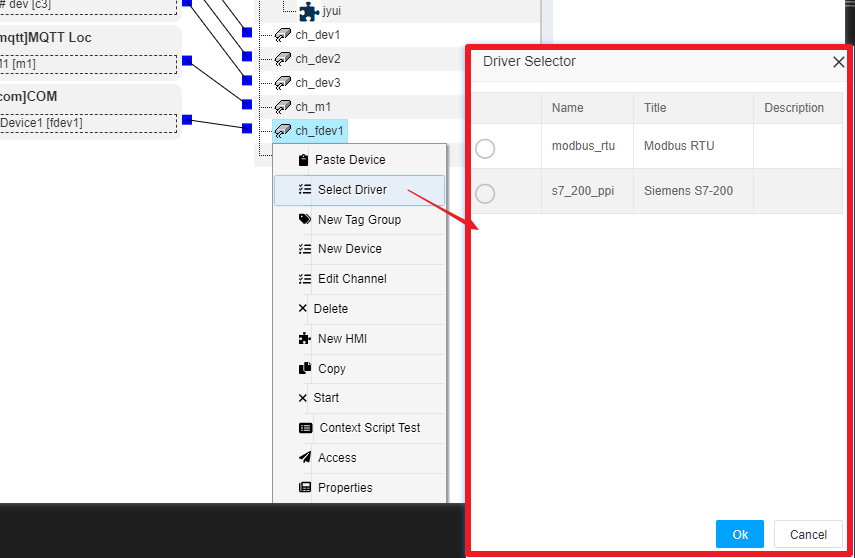 # dev [c3]
mqtt]MQTT Loc
M1 [m1]
com]COM
Device1 [fdev1]
jyui
ch_dev1
ch_dev2
ch_dev3
ch_m1
ch_fdev1
Paste Device
Select Driver
New Tag Group
New Device
Edit Channel
Delete
New HMI
Copy
Start
Context Script Test
Access
Properties
Driver Selector
Name Title Description
modbus_rtu Modbus RTU
s7_200_ppi Siemens S7-200
Ok Cancel